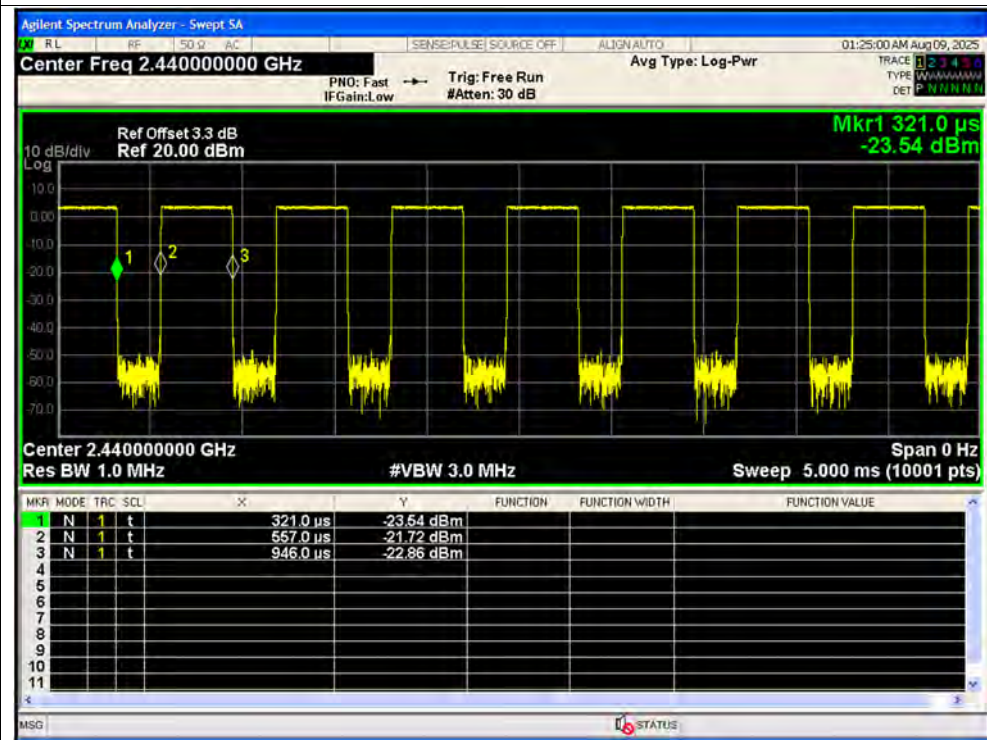 Agilent Spectrum Analyzer - Swept SA
RL RF 50 Ω AC SENSE:PULSE SOURCE OFF ALIGN AUTO 01:25:00 AM Aug 09, 2025
Center Freq 2.440000000 GHz Avg Type: Log-Pwr TRACE 1 2 3 4 5 6
PNO: Fast Trig: Free Run TYPE WWWWWW
IFGain:Low #Atten: 30 dB DET P N N N N N
Mkr1 321.0 µs
Ref Offset 3.3 dB
10 dB/div Ref 20.00 dBm -23.54 dBm
Log
10.0
0.00
-10.0
1 2 3
-20.0
-30.0
-40.0
-50.0
-60.0
-70.0
Center 2.440000000 GHz Span 0 Hz
Res BW 1.0 MHz #VBW 3.0 MHz Sweep 5.000 ms (10001 pts)
MKR MODE TRC SCL X Y FUNCTION FUNCTION WIDTH FUNCTION VALUE
1 N 1 t 321.0 µs -23.54 dBm
2 N 1 t 557.0 µs -21.72 dBm
3 N 1 t 946.0 µs -22.86 dBm
4
5
6
7
8
9
10
11
MSG STATUS